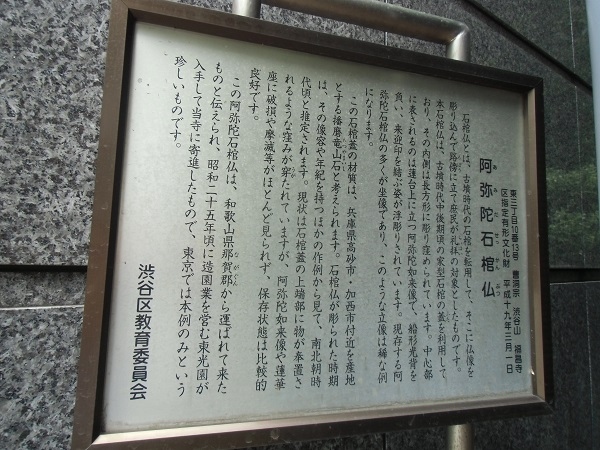 東三丁目10番13号 曹洞宗 渋谷山 福昌寺
区指定有形文化財 平成十九年三月一日
あみだせっかんぶつ
阿弥陀石棺仏
石棺仏とは、古墳時代の石棺を転用して、そこに仏像を
彫り込んで路傍に立て庶民が礼拝の対象としたものです。
本石棺仏は、古墳時代中後期頃の家型石棺の蓋を利用して
おり、その内側は長方形に彫り窪められています。中心部
に表されるのは蓮台上に立つ阿弥陀如来像で、船形光背を
負い、来迎印を結ぶ姿が浮彫りされています。現存する阿
弥陀石棺仏の多くが坐像であり、このような立像は稀な例
になります。
この石棺蓋の材質は、兵庫県高砂市・加西市付近を産地
とする播磨竜山石と考えられます。石棺仏が彫られた時期
は、その像容や年紀を持つほかの作例から見て、南北朝時
代頃と推定されます。現状は石棺蓋の上端部に物が奉置さ
れるような窪みが穿たれていますが、阿弥陀如来像や蓮華
座に破損や摩滅等がほとんど見られず、保存状態は比較的
良好です。
この阿弥陀石棺仏は、和歌山県那賀郡から運ばれて来た
ものと伝えられ、昭和二十五年頃に造園業を営む東光園が
入手して当寺に寄進したもので、東京では本例のみという
珍しいものです。
渋谷区教育委員会